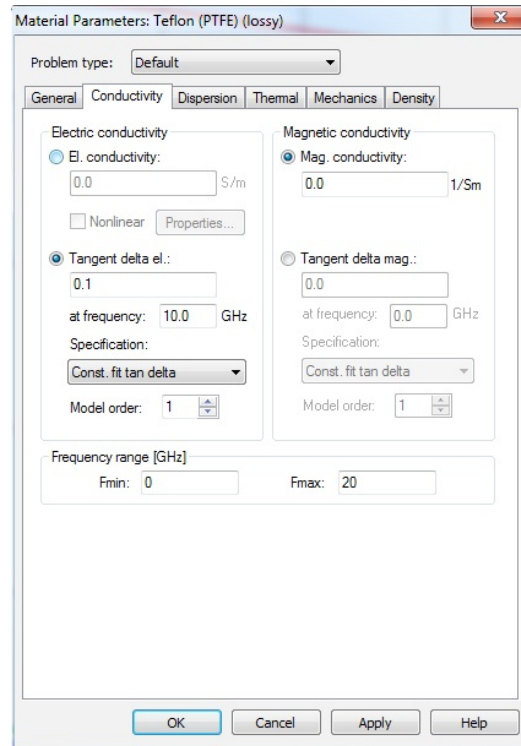 Material Parameters: Teflon (PTFE) (lossy)
Problem type: Default
General Conductivity Dispersion Thermal Mechanics Density
Electric conductivity
El. conductivity:
0.0 S/m
Nonlinear Properties...
Tangent delta el.:
0.1
at frequency: 10.0 GHz
Specification:
Const. fit tan delta
Model order: 1
Magnetic conductivity
Mag. conductivity:
0.0 1/Sm
Tangent delta mag.:
0.0
at frequency: 0.0 GHz
Specification:
Const. fit tan delta
Model order: 1
Frequency range [GHz]
Fmin: 0 Fmax: 20
OK Cancel Apply Help